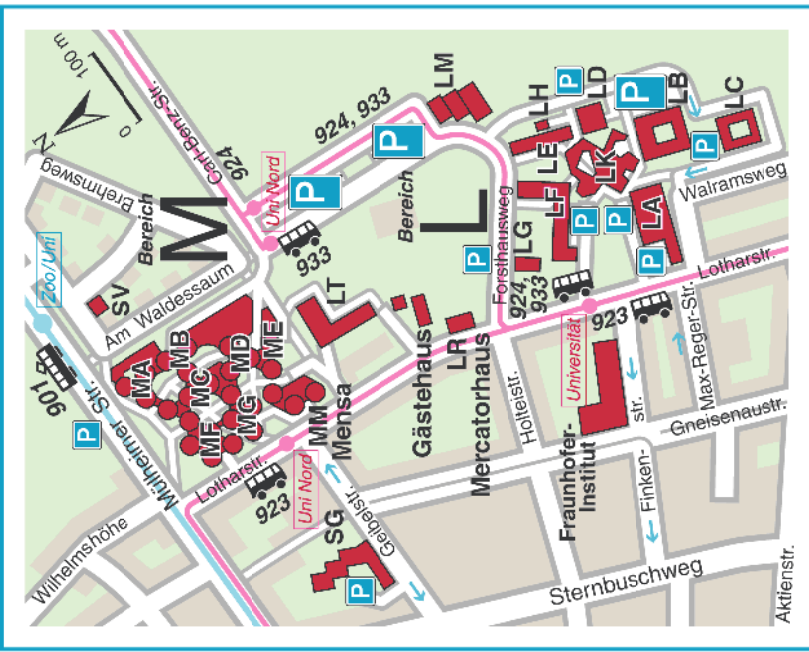 100 m
0
N
Carl-Benz-Str.
924
924, 933
LM
P
LH
LD
P
LB
LC
P
Brehmsweg
Bereich
M
Uni Nord
P
P
LE
LK
Zoo/Uni
SV
Am Waldessaum
933
Bereich
L
Forsthausweg
LF
LG
P
P
LA
Walramsweg
P
924,
933
P
901
MA
MB
MC
MD
ME
MF
MG
LT
Lotharstr.
923
Universität
Mülheimer Str.
P
MM
Mensa
Gästehaus
LR
Mercatorhaus
Holteistr.
Max-Reger-Str.
Lotharstr.
Uni Nord
923
Fraunhofer-
Institut
Finken-
str.
Gneisenaustr.
Wilhelmshöhe
SG
P
Geibelstr.
Sternbuschweg
Aktienstr.